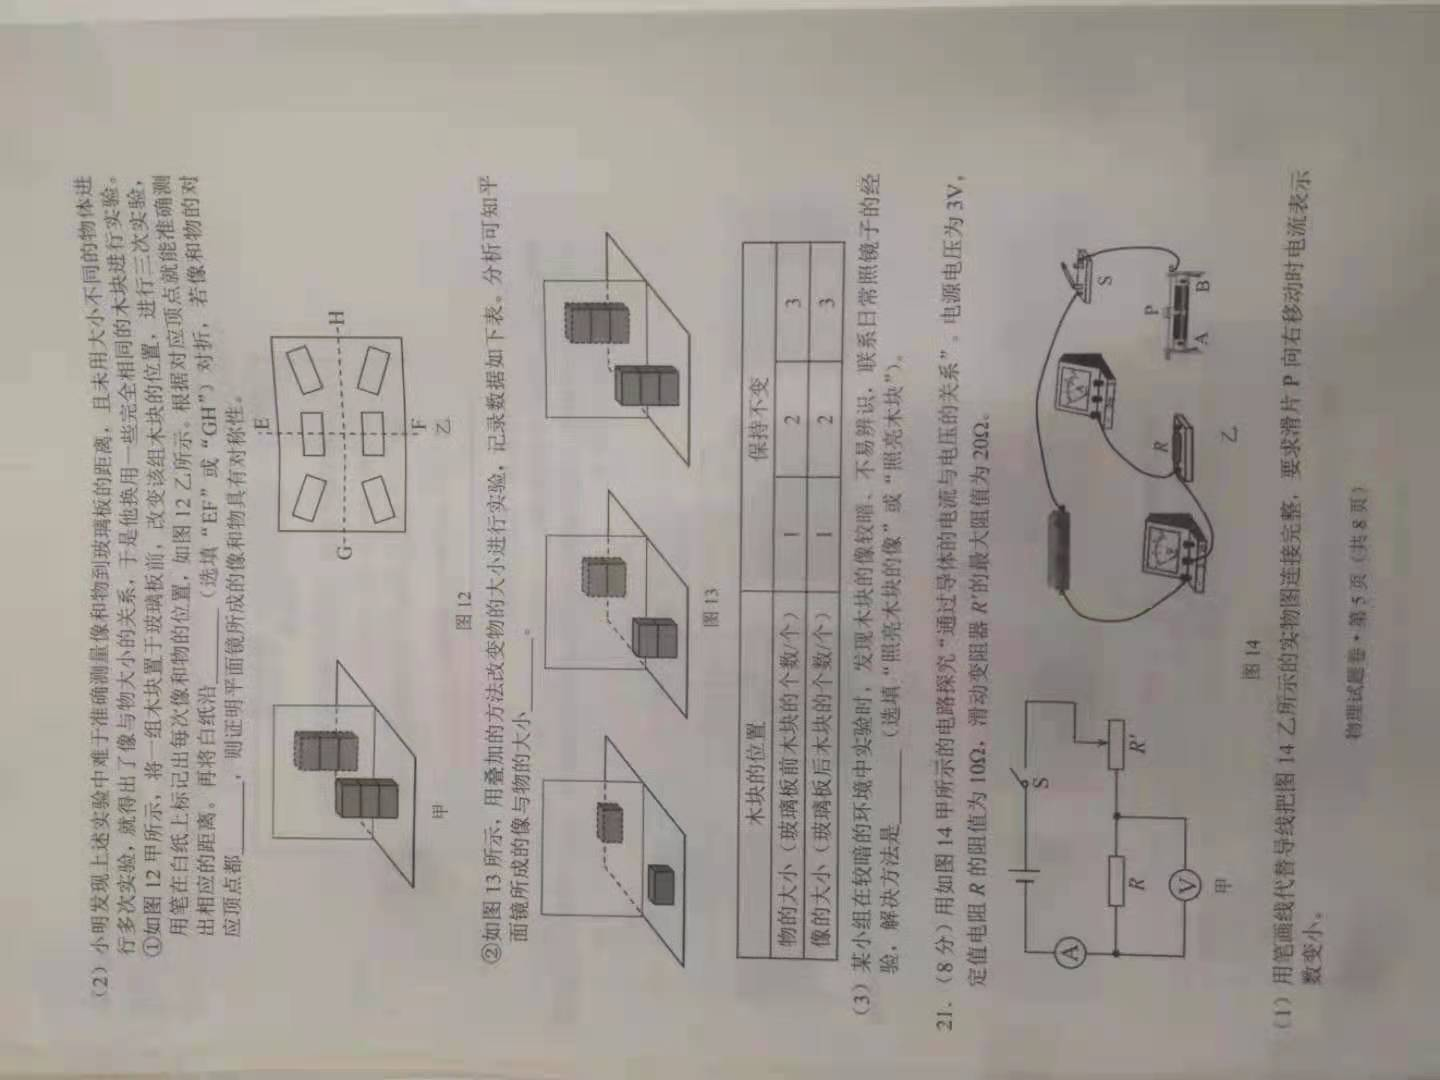 （2）小明发现上述实验中难于准确测量像和物到玻璃板的距离，且未用大小不同的物体进
行多次实验，就得出了像与物大小的关系，于是他换用一些完全相同的木块进行实验。
①如图 12 甲所示，将一组木块置于玻璃板前，改变该组木块的位置，进行三次实验，
用笔在白纸上标记出每次像和物的位置，如图 12 乙所示。根据对应顶点就能准确测
出相应的距离。再将白纸沿______（选填“EF”或“GH”）对折，若像和物的对
应顶点都______，则证明平面镜所成的像和物具有对称性。
甲
E
G
H
F
乙
图 12
②如图 13 所示，用叠加的方法改变物的大小进行实验，记录数据如下表。分析可知平
面镜所成的像与物的大小______。
图 13
木块的位置 保持不变
物的大小（玻璃板前木块的个数/个） 1 2 3
像的大小（玻璃板后木块的个数/个） 1 2 3
（3）某小组在较暗的环境中实验时，发现木块的像较暗、不易辨识，联系日常照镜子的经
验，解决方法是______（选填“照亮木块的像”或“照亮木块”）。
21.（8 分）用如图 14 甲所示的电路探究“通过导体的电流与电压的关系”。电源电压为 3V，
定值电阻 R 的阻值为 10Ω，滑动变阻器 R′的最大阻值为 20Ω。
S
A
R
R′
V
甲
S
A
V
R
P
A
B
乙
图 14
（1）用笔画线代替导线把图 14 乙所示的实物图连接完整，要求滑片 P 向右移动时电流表示
数变小。
物理试题卷·第 5 页（共 8 页）